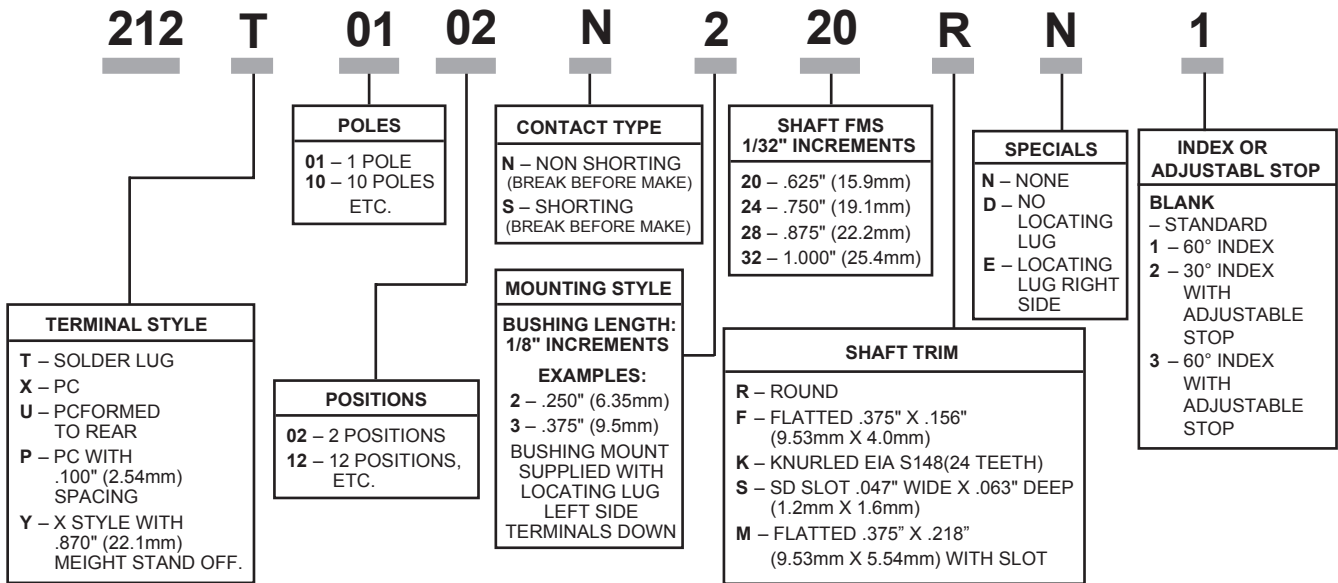 212 T 01 02 N 2 20 R N 1
POLES
01 – 1 POLE
10 – 10 POLES
ETC.
CONTACT TYPE
N – NON SHORTING
(BREAK BEFORE MAKE)
S – SHORTING
(BREAK BEFORE MAKE)
SHAFT FMS
1/32" INCREMENTS
20 – .625" (15.9mm)
24 – .750" (19.1mm)
28 – .875" (22.2mm)
32 – 1.000" (25.4mm)
SPECIALS
N – NONE
D – NO
LOCATING
LUG
E – LOCATING
LUG RIGHT
SIDE
INDEX OR
ADJUSTABL STOP
BLANK
– STANDARD
1 – 60° INDEX
2 – 30° INDEX
WITH
ADJUSTABLE
STOP
3 – 60° INDEX
WITH
ADJUSTABLE
STOP
TERMINAL STYLE
T – SOLDER LUG
X – PC
U – PCFORMED
TO REAR
P – PC WITH
.100" (2.54mm)
SPACING
Y – X STYLE WITH
.870" (22.1mm)
MEIGHT STAND OFF.
POSITIONS
02 – 2 POSITIONS
12 – 12 POSITIONS,
ETC.
MOUNTING STYLE
BUSHING LENGTH:
1/8" INCREMENTS
EXAMPLES:
2 – .250" (6.35mm)
3 – .375" (9.5mm)
BUSHING MOUNT
SUPPLIED WITH
LOCATING LUG
LEFT SIDE
TERMINALS DOWN
SHAFT TRIM
R – ROUND
F – FLATTED .375" X .156"
(9.53mm X 4.0mm)
K – KNURLED EIA S148(24 TEETH)
S – SD SLOT .047" WIDE X .063" DEEP
(1.2mm X 1.6mm)
M – FLATTED .375” X .218”
(9.53mm X 5.54mm) WITH SLOT